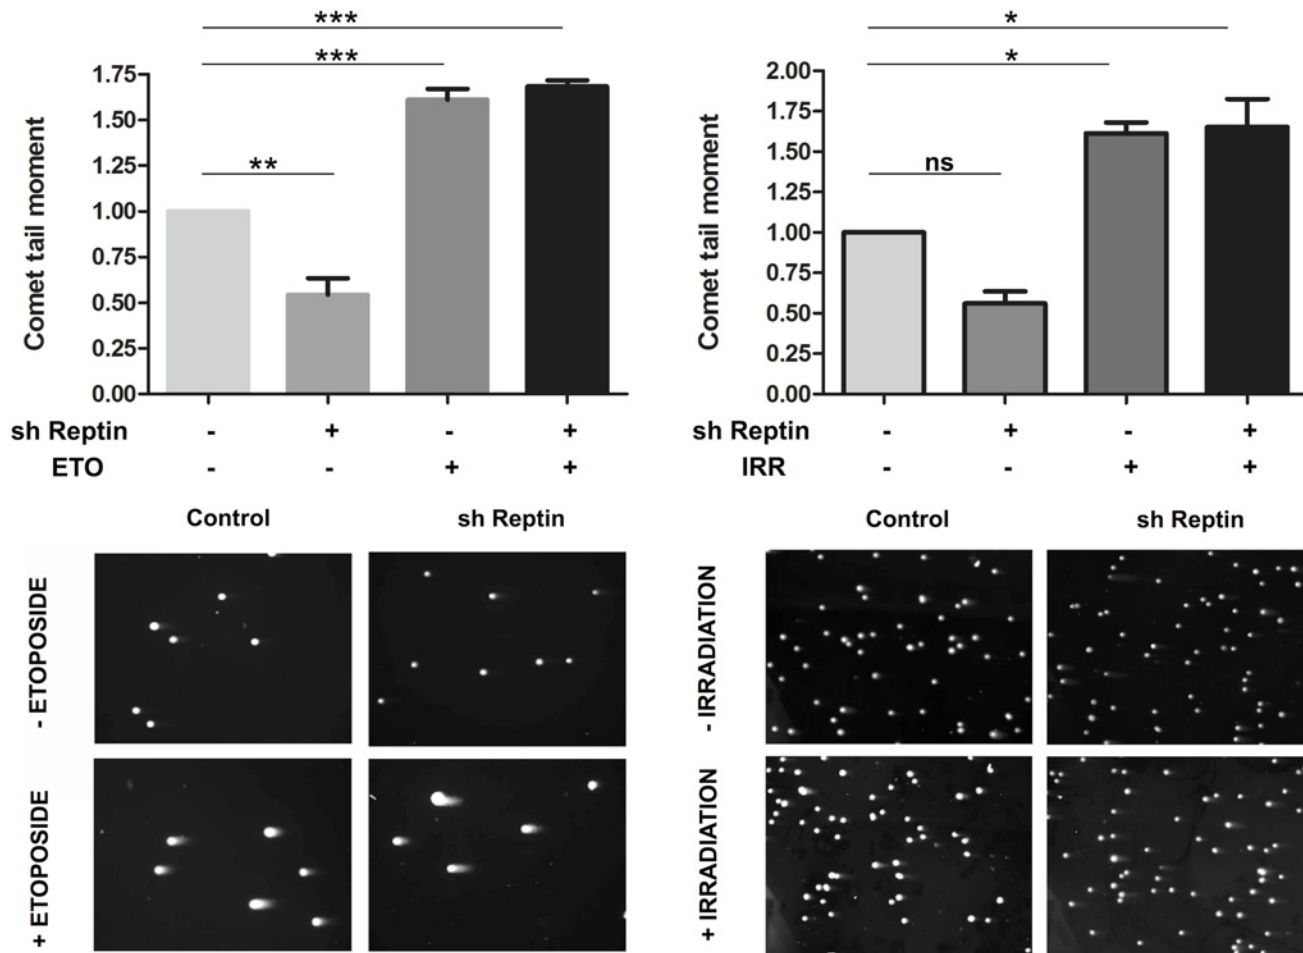 ***
***
**
1.75
1.50
1.25
1.00
0.75
0.50
0.25
0.00
Comet tail moment
sh Reptin - + - +
ETO - - + +
*
*
ns
2.00
1.75
1.50
1.25
1.00
0.75
0.50
0.25
0.00
Comet tail moment
sh Reptin - + - +
IRR - - + +
Control sh Reptin
- ETOPOSIDE
+ ETOPOSIDE
Control sh Reptin
- IRRADIATION
+ IRRADIATION